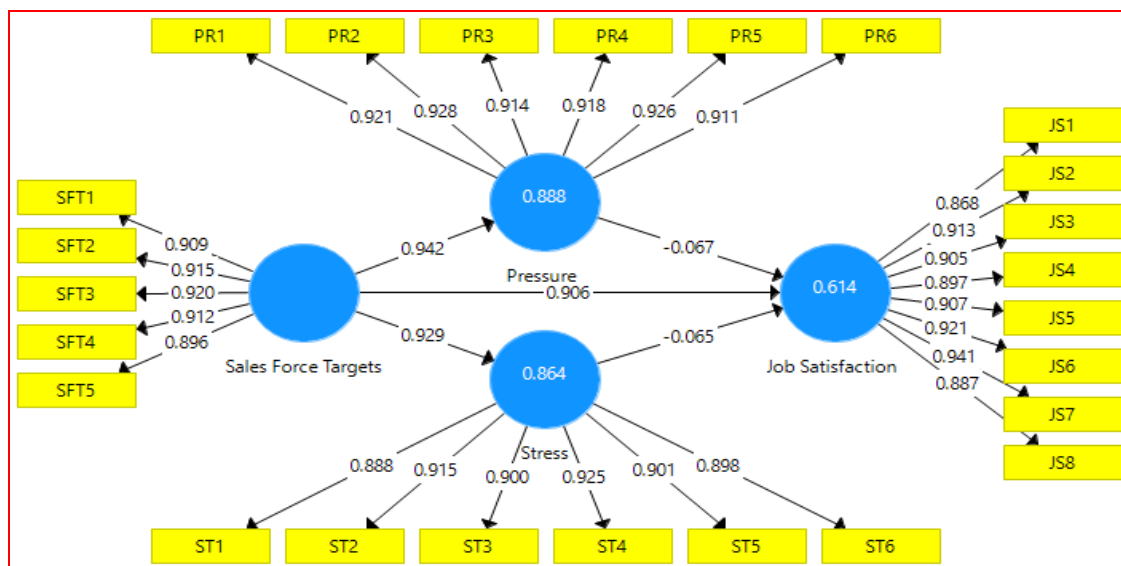 PR1 PR2 PR3 PR4 PR5 PR6
0.921 0.928 0.914 0.918 0.926 0.911
SFT1
SFT2
SFT3
SFT4
SFT5
0.909
0.915
0.920
0.912
0.896
Sales Force Targets
0.942
0.906
0.929
0.888
Pressure
0.864
Stress
-0.067
-0.065
0.614
Job Satisfaction
0.868
0.913
0.905
0.897
0.907
0.921
0.941
0.887
JS1
JS2
JS3
JS4
JS5
JS6
JS7
JS8
0.888 0.915 0.900 0.925 0.901 0.898
ST1 ST2 ST3 ST4 ST5 ST6